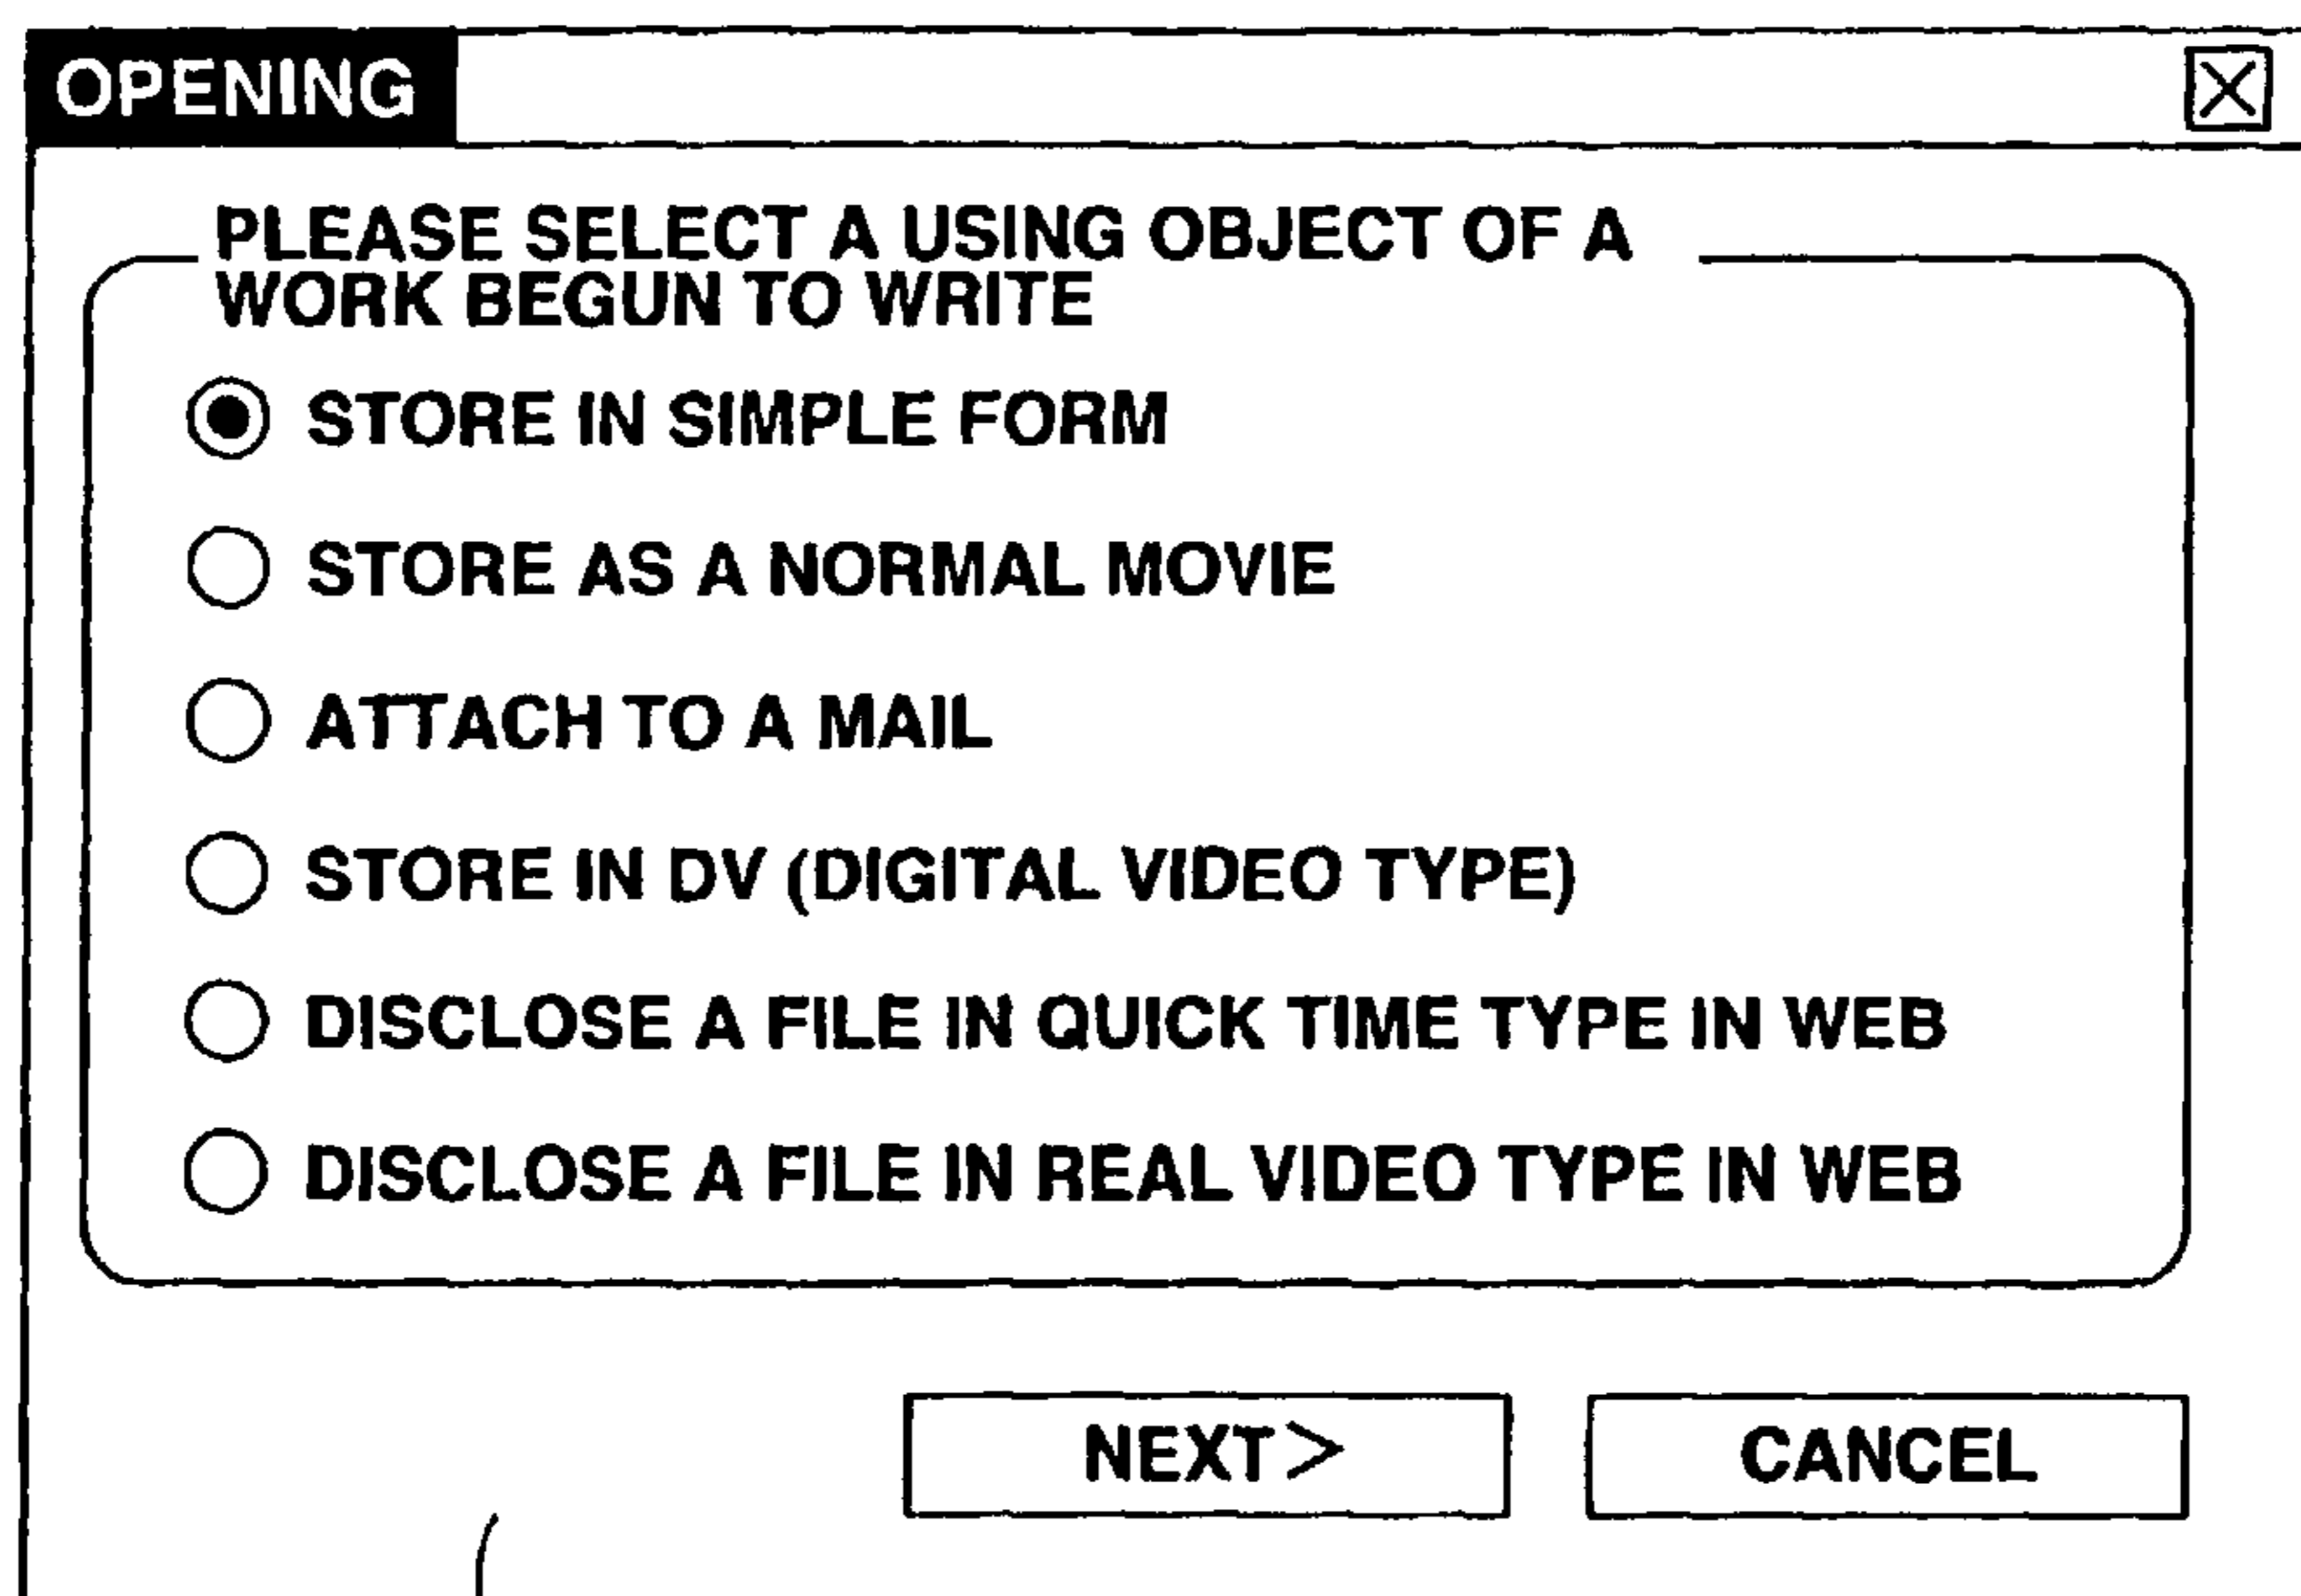 OPENING
PLEASE SELECT A USING OBJECT OF A
WORK BEGUN TO WRITE
STORE IN SIMPLE FORM
STORE AS A NORMAL MOVIE
ATTACH TO A MAIL
STORE IN DV (DIGITAL VIDEO TYPE)
DISCLOSE A FILE IN QUICK TIME TYPE IN WEB
DISCLOSE A FILE IN REAL VIDEO TYPE IN WEB
NEXT> CANCEL